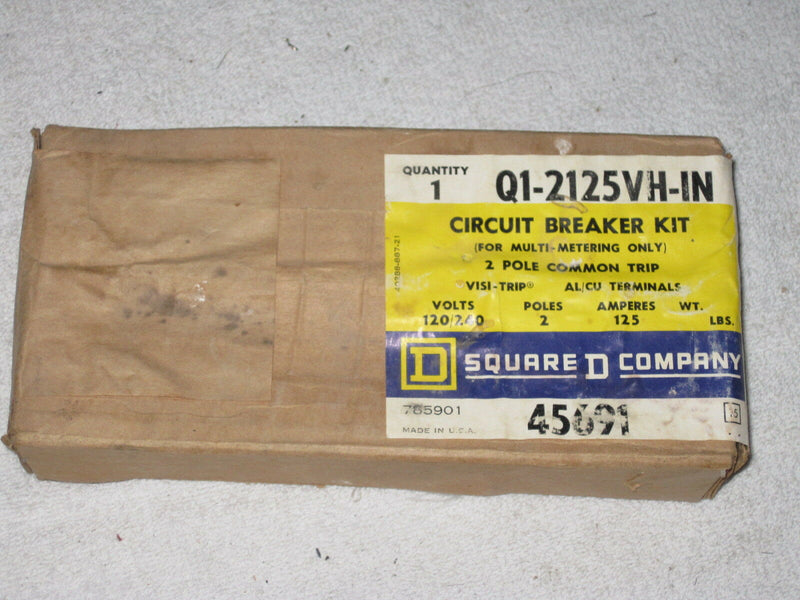 QUANTITY
1
Q1-2125VH-IN
CIRCUIT BREAKER KIT
(FOR MULTI-METERING ONLY)
2 POLE COMMON TRIP
VISI-TRIP® AL/CU TERMINALS
VOLTS POLES AMPERES WT.
120/240 2 125 LBS.
D SQUARE D COMPANY
765901 45691
MADE IN U.S.A.